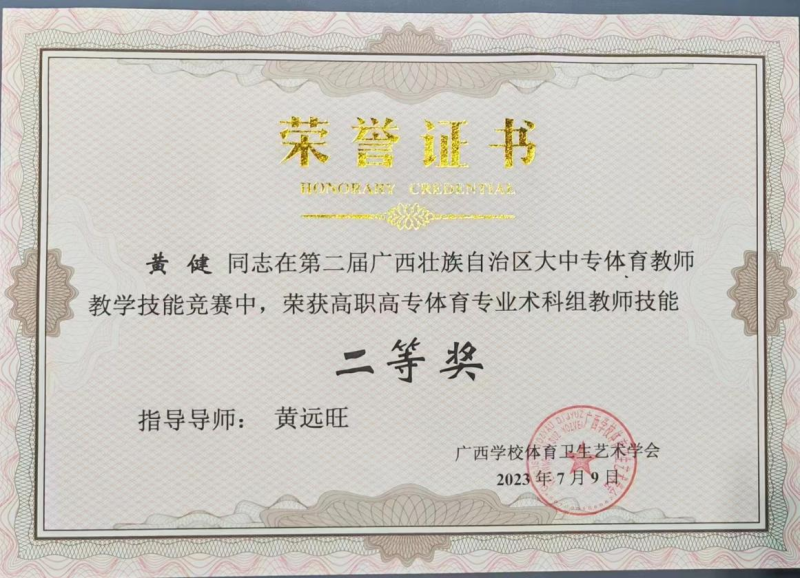 荣誉证书
HONORARY CREDENTIAL
黄健 同志在第二届广西壮族自治区大中专体育教师
教学技能竞赛中，荣获高职高专体育专业术科组教师技能
二等奖
指导导师： 黄远旺
广西学校体育卫生艺术学会
2023 年 7 月 9 日